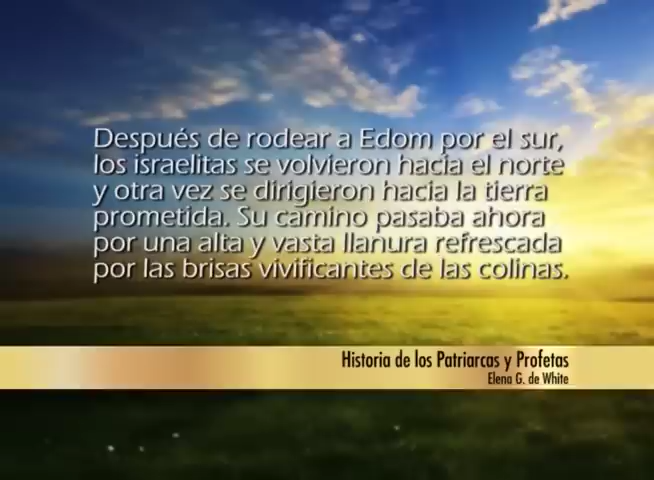 Después de rodear a Edom por el sur,
los israelitas se volvieron hacia el norte
y otra vez se dirigieron hacia la tierra
prometida. Su camino pasaba ahora
por una alta y vasta llanura refrescada
por las brisas vivificantes de las colinas.
Historia de los Patriarcas y Profetas
Elena G. de White